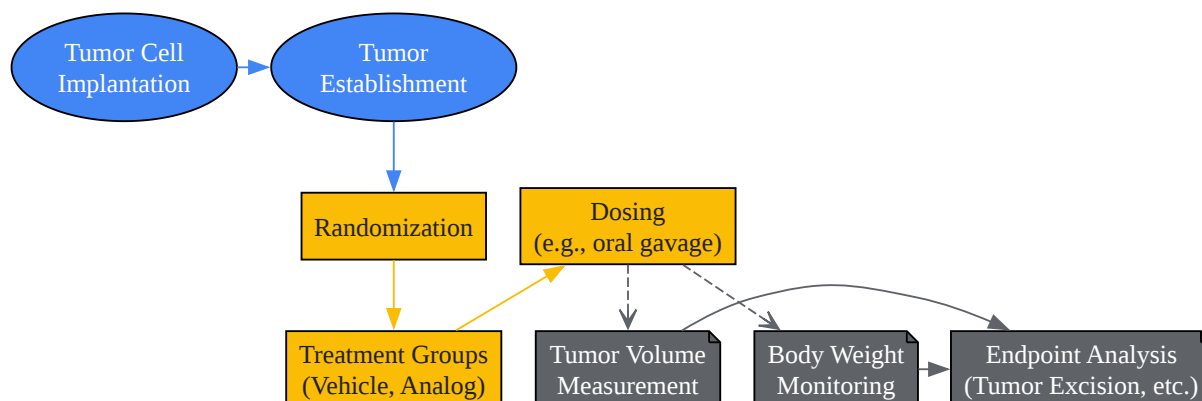 Tumor Cell
Implantation
Tumor
Establishment
Randomization
Dosing
(e.g., oral gavage)
Treatment Groups
(Vehicle, Analog)
Tumor Volume
Measurement
Body Weight
Monitoring
Endpoint Analysis
(Tumor Excision, etc.)